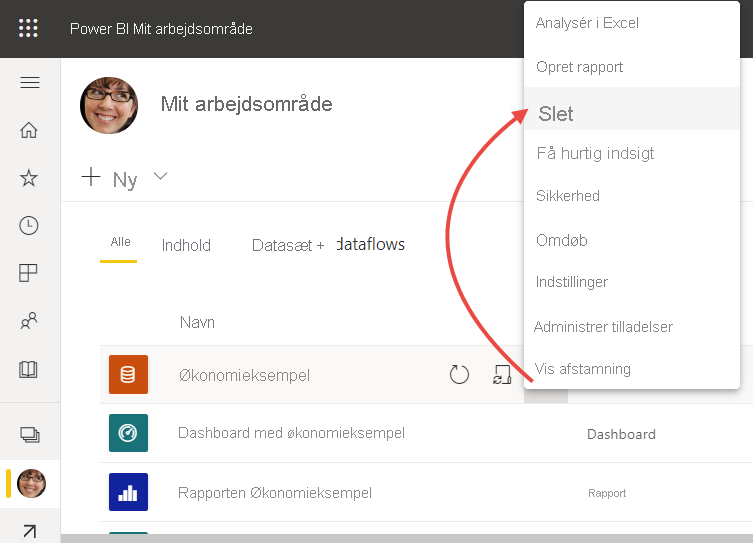 Power BI Mit arbejdsområde
Mit arbejdsområde
Ny
Alle
Indhold
Datasæt + dataflows
Navn
Økonomieksempel
Dashboard med økonomieksempel
Dashboard
Rapporten Økonomieksempel
Rapport
Analysér i Excel
Opret rapport
Slet
Få hurtig indsigt
Sikkerhed
Omdøb
Indstillinger
Administrer tilladelser
Vis afstamning